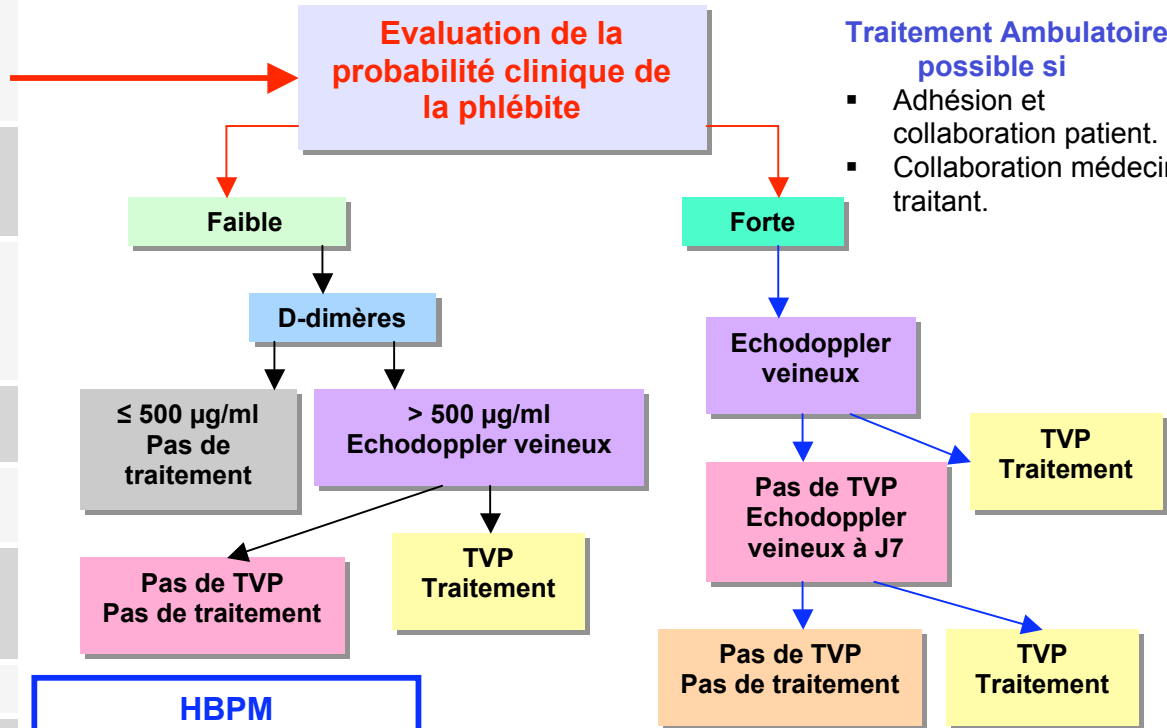 Evaluation de la
probabilité clinique de
la phlébite
Traitement Ambulatoire
possible si
▪ Adhésion et
collaboration patient.
▪ Collaboration
traitant.
Faible
Forte
D-dimères
Echodoppler
veineux
≤ 500 µg/ml
Pas de
traitement
> 500 µg/ml
Echodoppler veineux
TVP
Traitement
Pas de TVP
Echodoppler
veineux à J7
Pas de TVP
Pas de traitement
TVP
Traitement
Pas de TVP
Pas de traitement
TVP
Traitement
HBPM